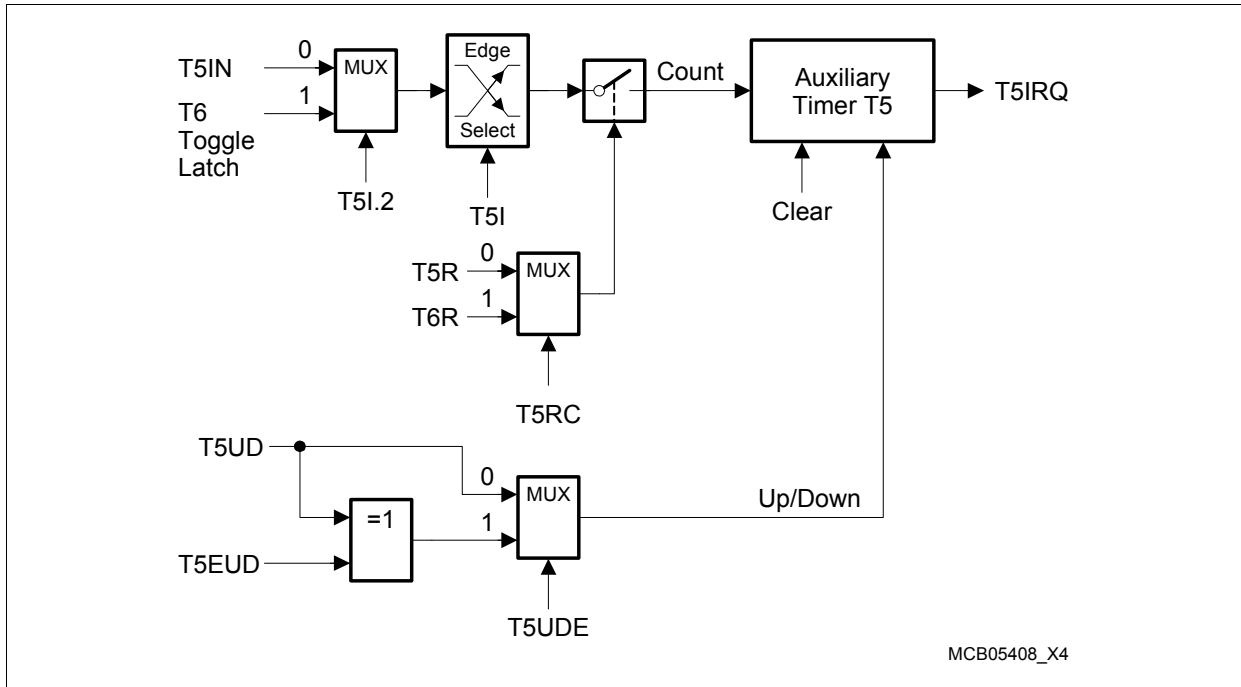 T5IN
0
T6
Toggle
Latch
1
MUX
T5I.2
Edge
Select
T5I
Count
Auxiliary
Timer T5
T5IRQ
Clear
T5R
0
T6R
1
MUX
T5RC
T5UD
0
=1
1
MUX
T5EUD
T5UDE
Up/Down
MCB05408_X4